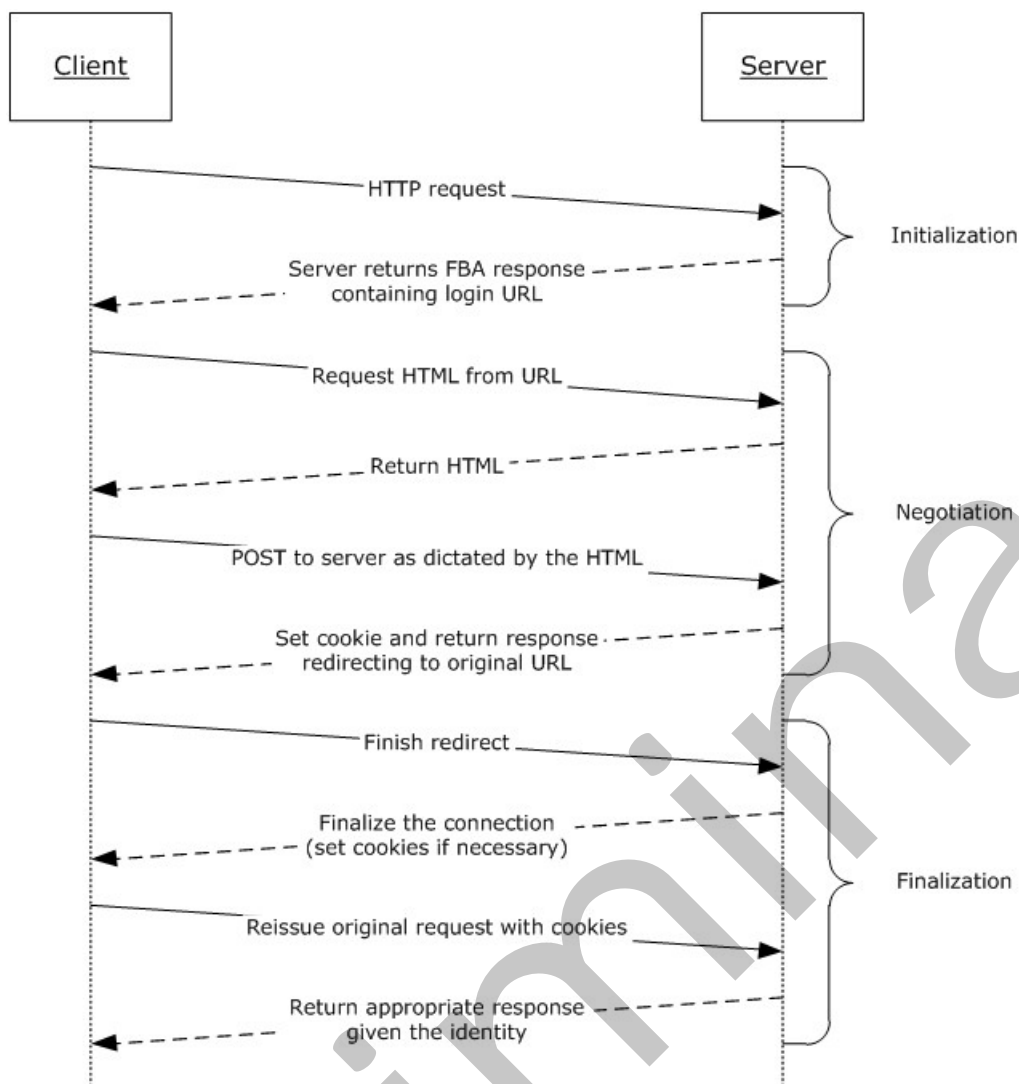 Client
Server
HTTP request
Initialization
Server returns FBA response
containing login URL
Request HTML from URL
Return HTML
Negotiation
POST to server as dictated by the HTML
Set cookie and return response
redirecting to original URL
Finish redirect
Finalize the connection
(set cookies if necessary)
Finalization
Reissue original request with cookies
Return appropriate response
given the identity